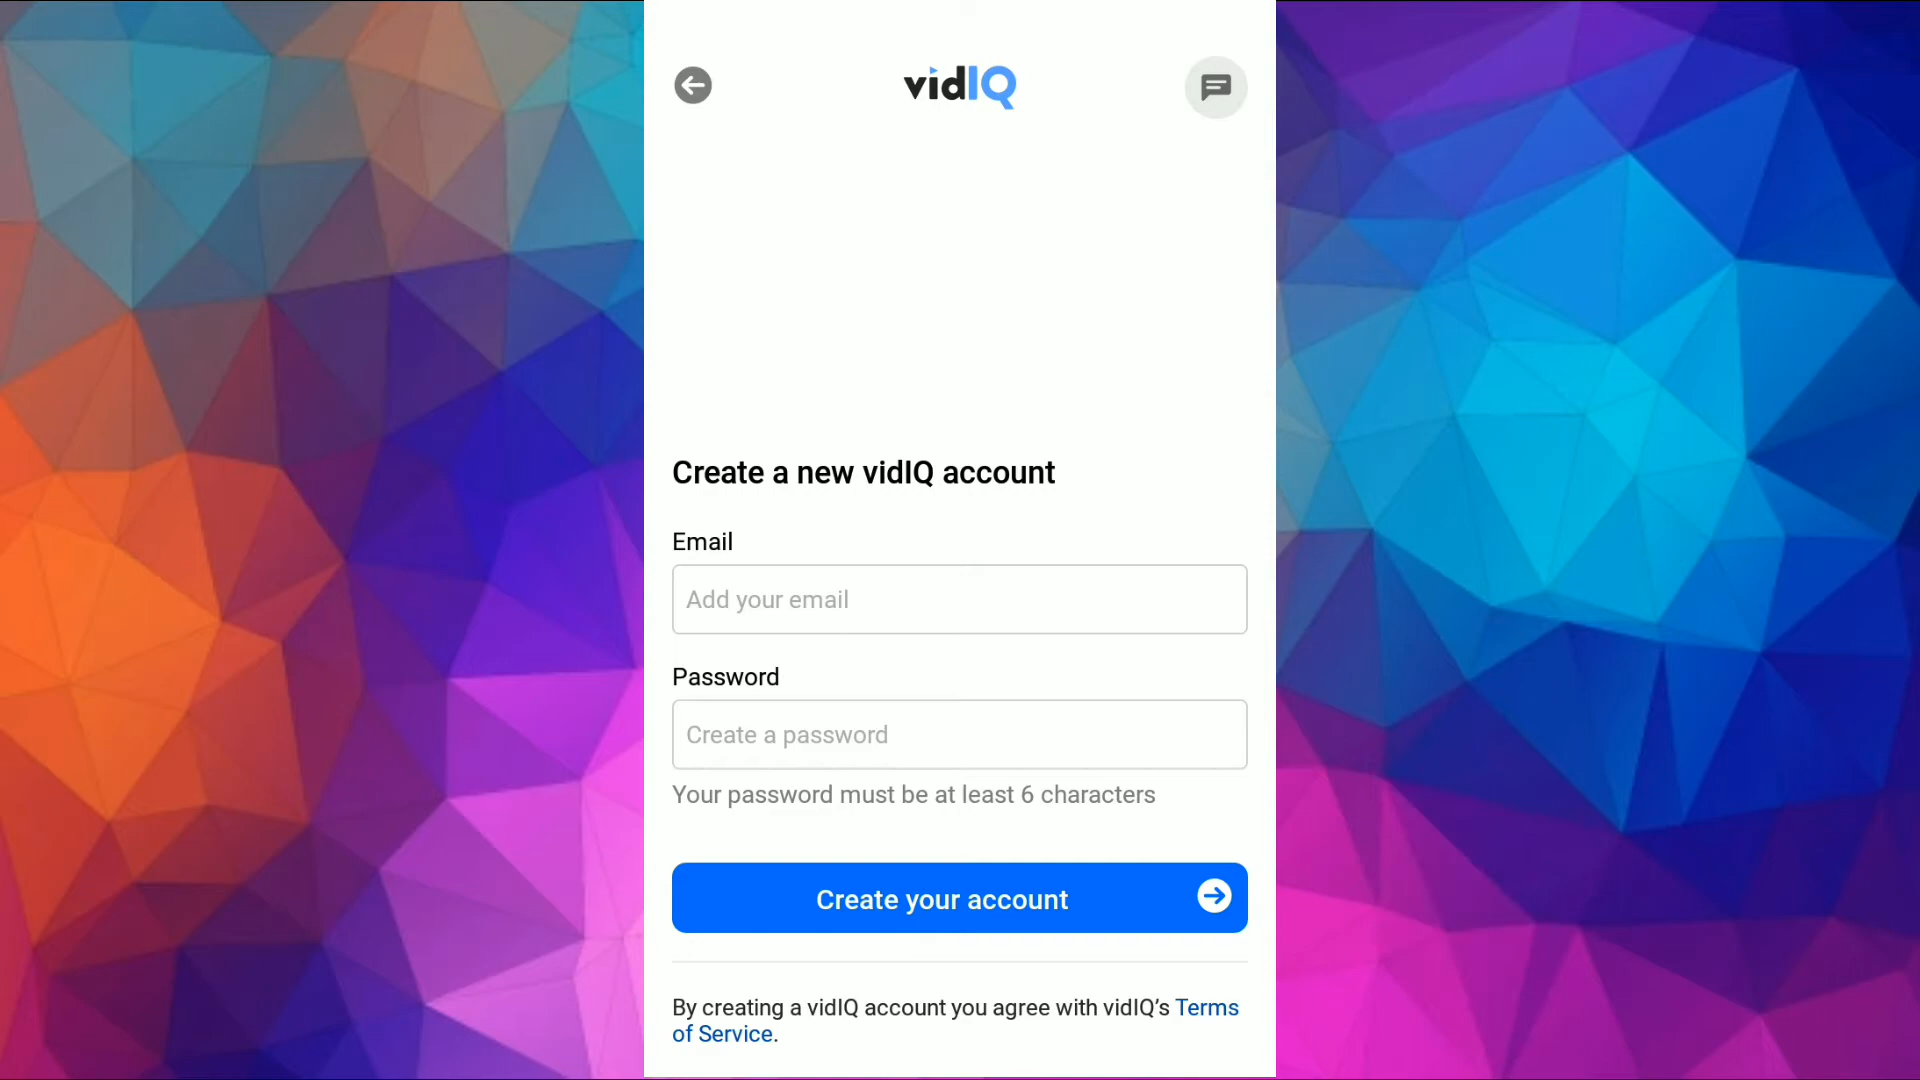 vidIQ
Create a new vidIQ account
Email
Add your email
Password
Create a password
Your password must be at least 6 characters
Create your account
By creating a vidIQ account you agree with vidIQ’s Terms
of Service.